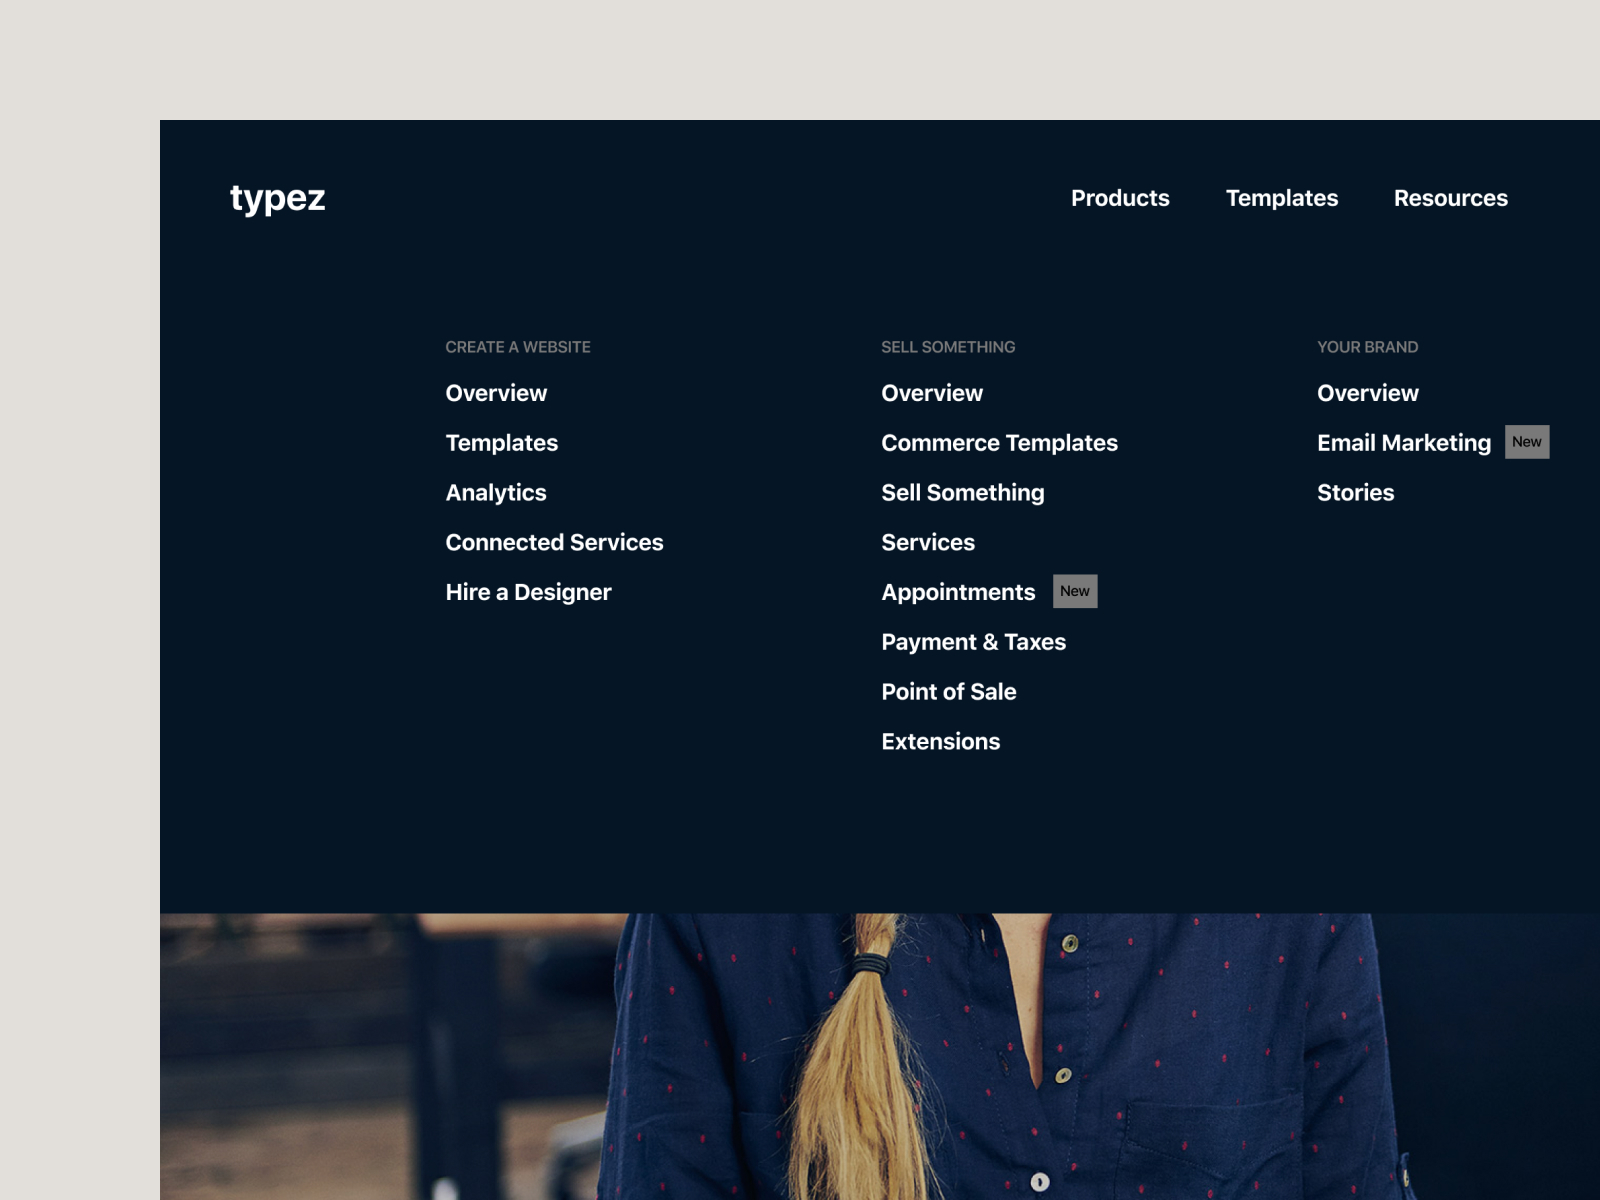 typez
Products
Templates
Resources
CREATE A WEBSITE
Overview
Templates
Analytics
Connected Services
Hire a Designer
SELL SOMETHING
Overview
Commerce Templates
Sell Something
Services
Appointments New
Payment & Taxes
Point of Sale
Extensions
YOUR BRAND
Overview
Email Marketing New
Stories